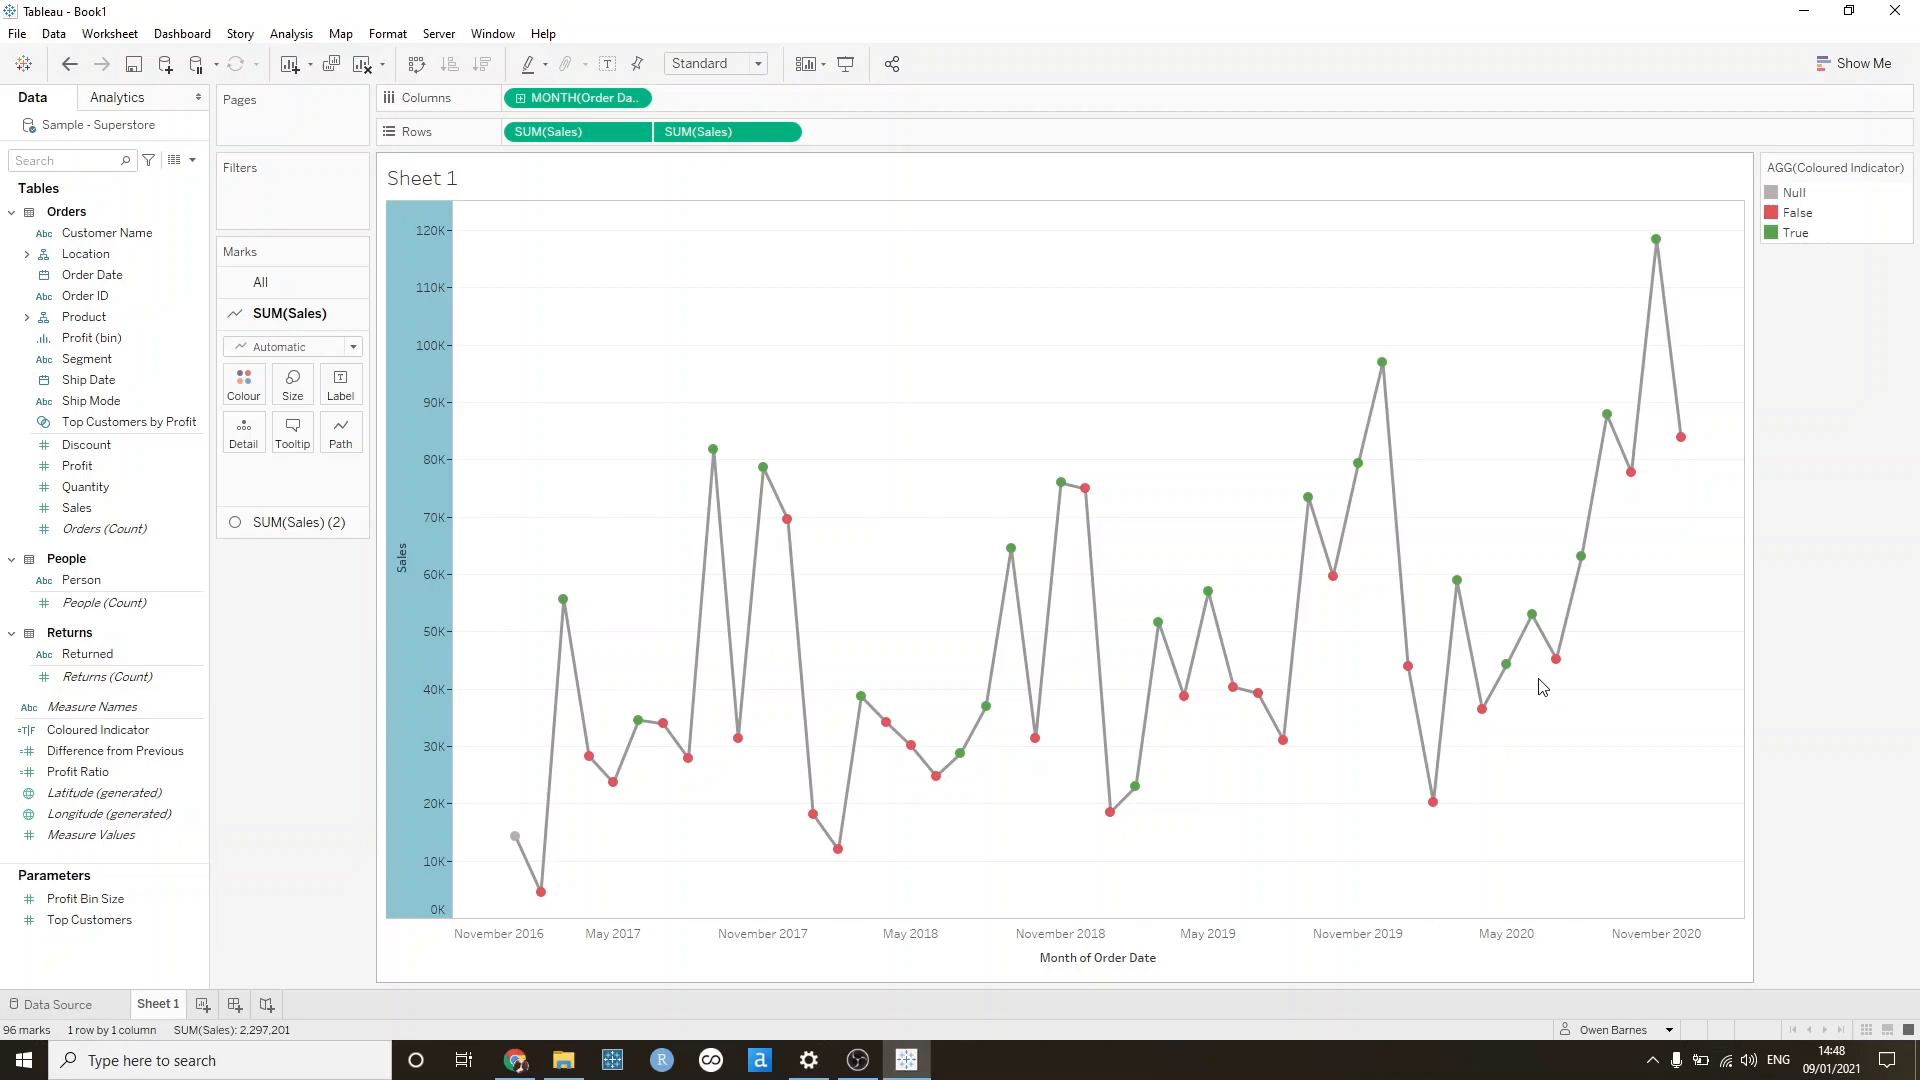 Tableau - Book1
File Data Worksheet Dashboard Story Analysis Map Format Server Window Help
Standard
Show Me
Data
Analytics
Sample - Superstore
Search
Tables
Orders
Abc Customer Name
Location
Order Date
Abc Order ID
Product
Profit (bin)
Abc Segment
Ship Date
Abc Ship Mode
Top Customers by Profit
Discount
Profit
Quantity
Sales
Orders (Count)
People
Abc Person
People (Count)
Returns
Abc Returned
Returns (Count)
Abc Measure Names
=T|F Coloured Indicator
Difference from Previous
Profit Ratio
Latitude (generated)
Longitude (generated)
Measure Values
Parameters
Profit Bin Size
Top Customers
Pages
Filters
Marks
All
SUM(Sales)
Automatic
Colour Size Label
Detail Tooltip Path
SUM(Sales) (2)
Columns
MONTH(Order Da..
Rows
SUM(Sales) SUM(Sales)
Sheet 1
120K
110K
100K
90K
80K
70K
60K
50K
40K
30K
20K
10K
0K
Sales
November 2016 May 2017 November 2017 May 2018 November 2018 May 2019 November 2019 May 2020 November 2020
Month of Order Date
AGG(Coloured Indicator)
Null
False
True
Data Source
Sheet 1
96 marks 1 row by 1 column SUM(Sales): 2,297,201
Owen Barnes
Type here to search
R
a
ENG
14:48
09/01/2021